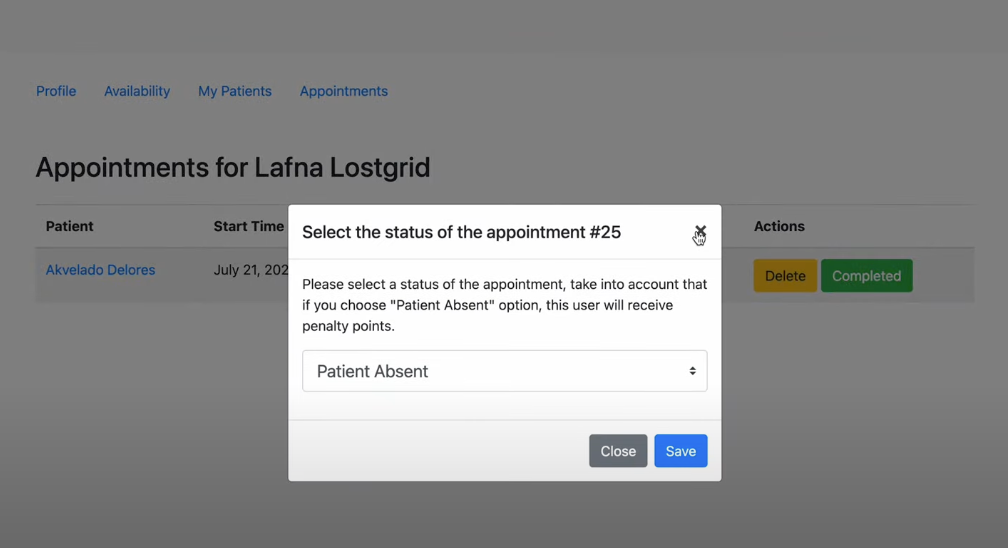 Profile Availability My Patients Appointments
Appointments for Lafna Lostgrid
Patient Start Time Actions
Akvelado Delores July 21, 202 Delete Completed
Select the status of the appointment #25
Please select a status of the appointment, take into account that
if you choose "Patient Absent" option, this user will receive
penalty points.
Patient Absent
Close Save